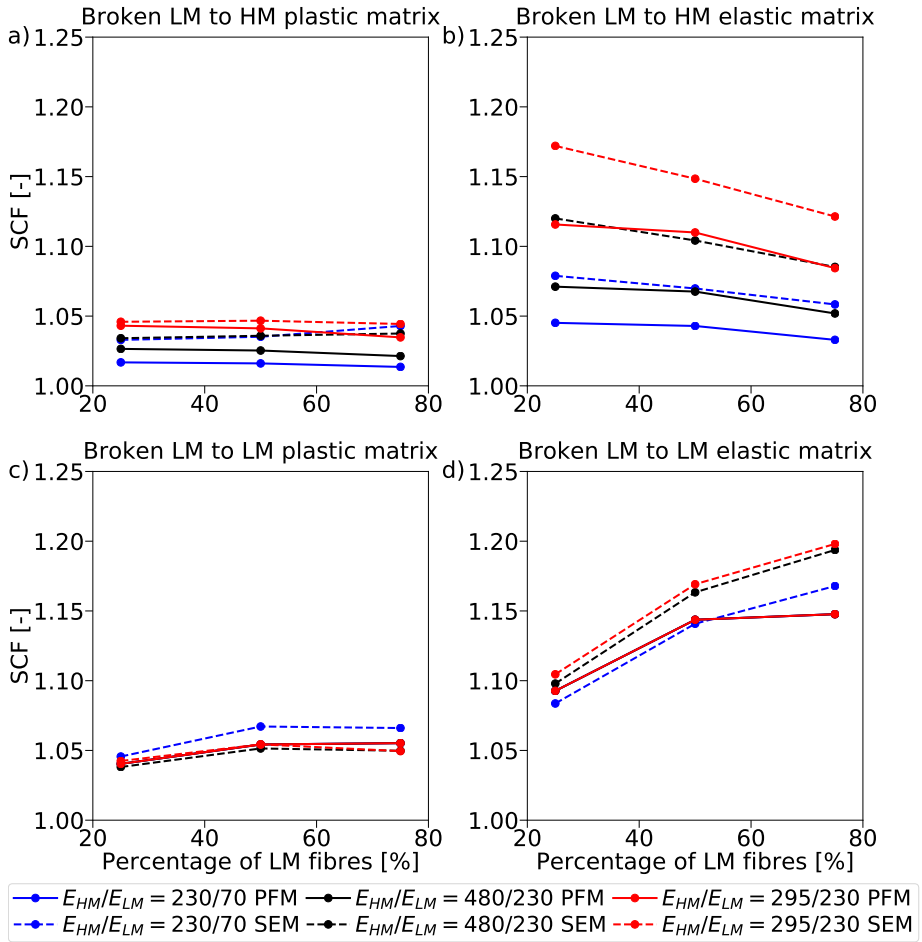 Broken LM to HM plastic matrix
Broken LM to HM elastic matrix
a)
1.25
1.20
1.15
1.10
1.05
1.00
SCF [-]
20 40 60 80
b)
1.25
1.20
1.15
1.10
1.05
1.00
20 40 60 80
Broken LM to LM plastic matrix
Broken LM to LM elastic matrix
c)
1.25
1.20
1.15
1.10
1.05
1.00
SCF [-]
20 40 60 80
Percentage of LM fibres [%]
d)
1.25
1.20
1.15
1.10
1.05
1.00
20 40 60 80
Percentage of LM fibres [%]
E_HM/E_LM = 230/70 PFM
E_HM/E_LM = 480/230 PFM
E_HM/E_LM = 295/230 PFM
E_HM/E_LM = 230/70 SEM
E_HM/E_LM = 480/230 SEM
E_HM/E_LM = 295/230 SEM